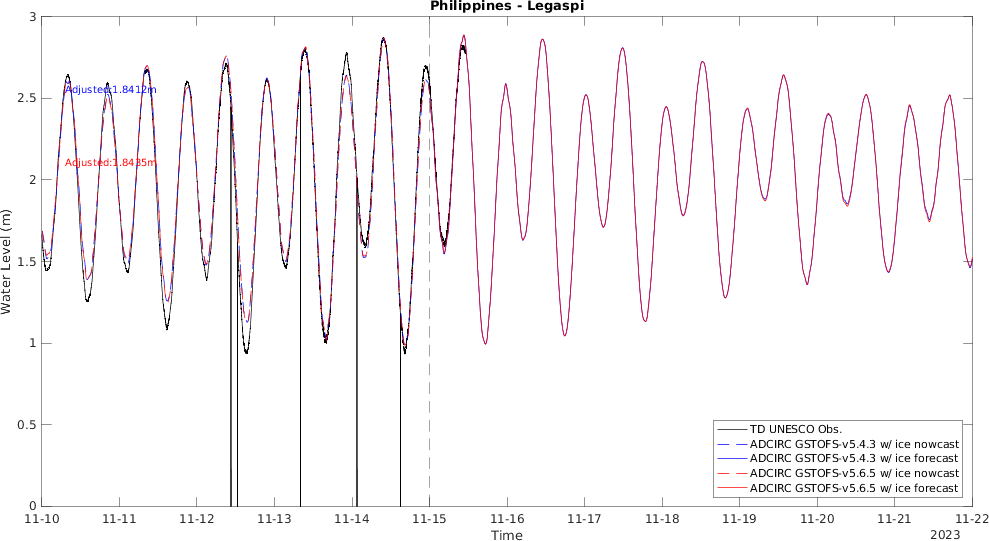 Philippines - Legaspi
3
2.5
2
1.5
1
0.5
0
Water Level (m)
Adjusted:1.8412m
Adjusted:1.8435m
TD UNESCO Obs.
ADCIRC GSTOFS-v5.4.3 w/ ice nowcast
ADCIRC GSTOFS-v5.4.3 w/ ice forecast
ADCIRC GSTOFS-v5.6.5 w/ ice nowcast
ADCIRC GSTOFS-v5.6.5 w/ ice forecast
11-10 11-11 11-12 11-13 11-14 11-15 11-16 11-17 11-18 11-19 11-20 11-21 11-22
Time
2023